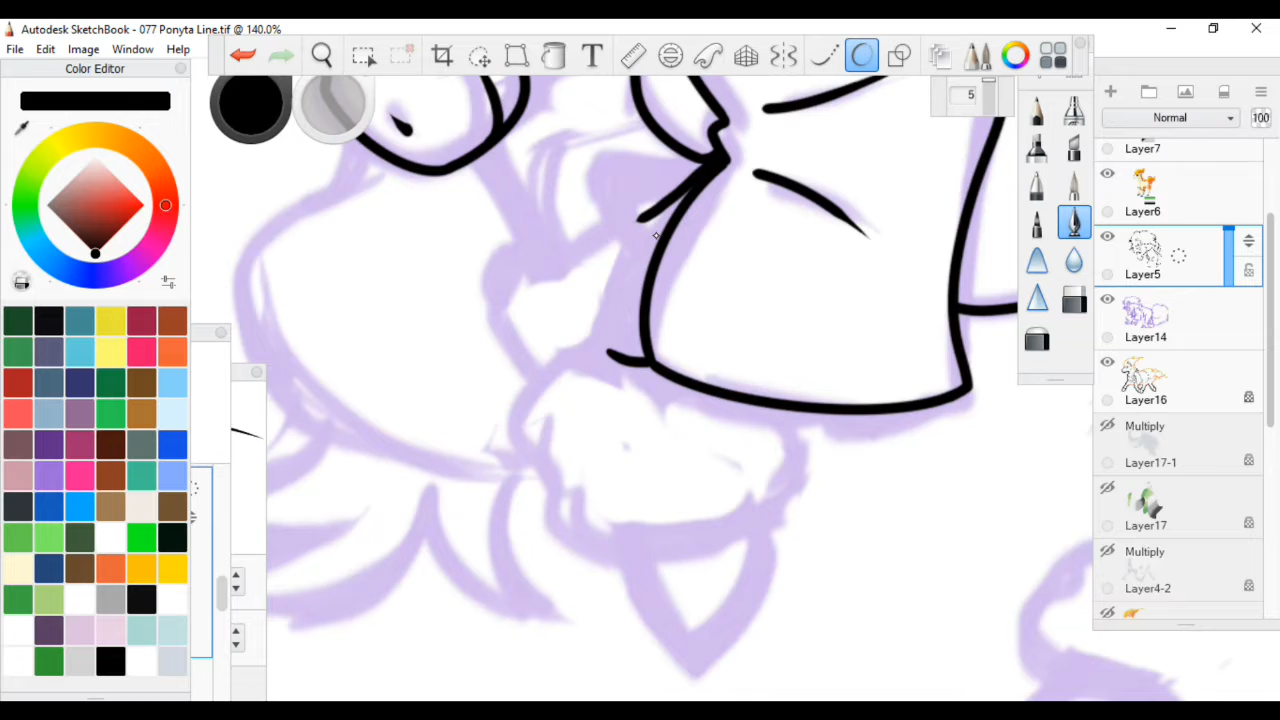 Autodesk SketchBook - 077 Ponyta Line.tif @ 140.0%
File Edit Image Window Help
Color Editor
5
Normal
100
Layer7
Layer6
Layer5
Layer14
Layer16
Multiply
Layer17-1
Layer17
Multiply
Layer4-2